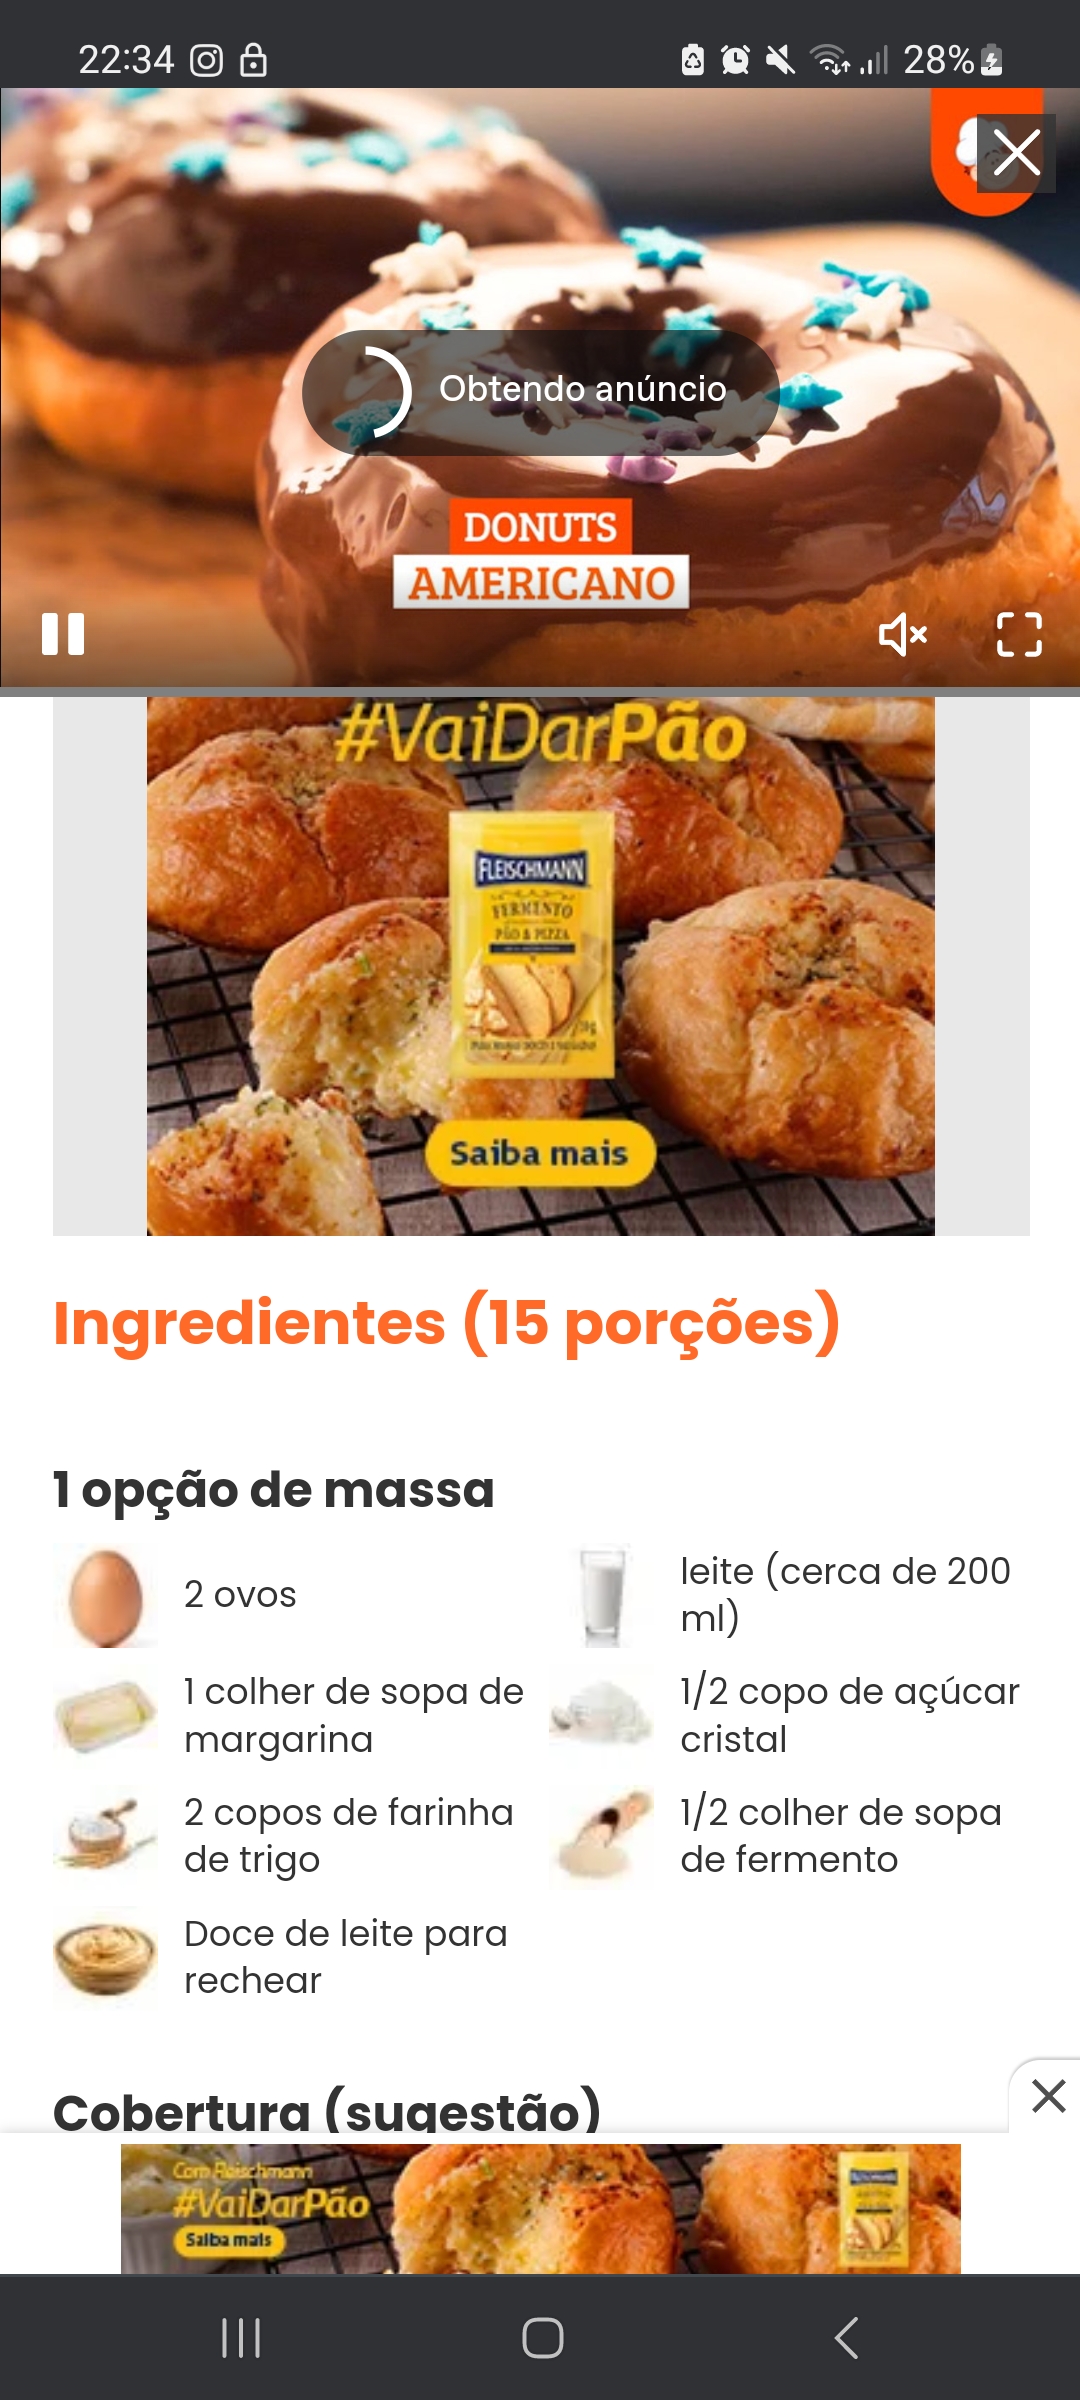 22:34
28%
Obtendo anúncio
DONUTS
AMERICANO
#VaiDarPão
FLEISCHMANN
FERMENTO
PÃO & PIZZA
Saiba mais
Ingredientes (15 porções)
1 opção de massa
2 ovos
leite (cerca de 200
ml)
1 colher de sopa de
margarina
1/2 copo de açúcar
cristal
2 copos de farinha
de trigo
1/2 colher de sopa
de fermento
Doce de leite para
rechear
Cobertura (sugestão)
Com Fleischmann
#VaiDarPão
Saiba mais